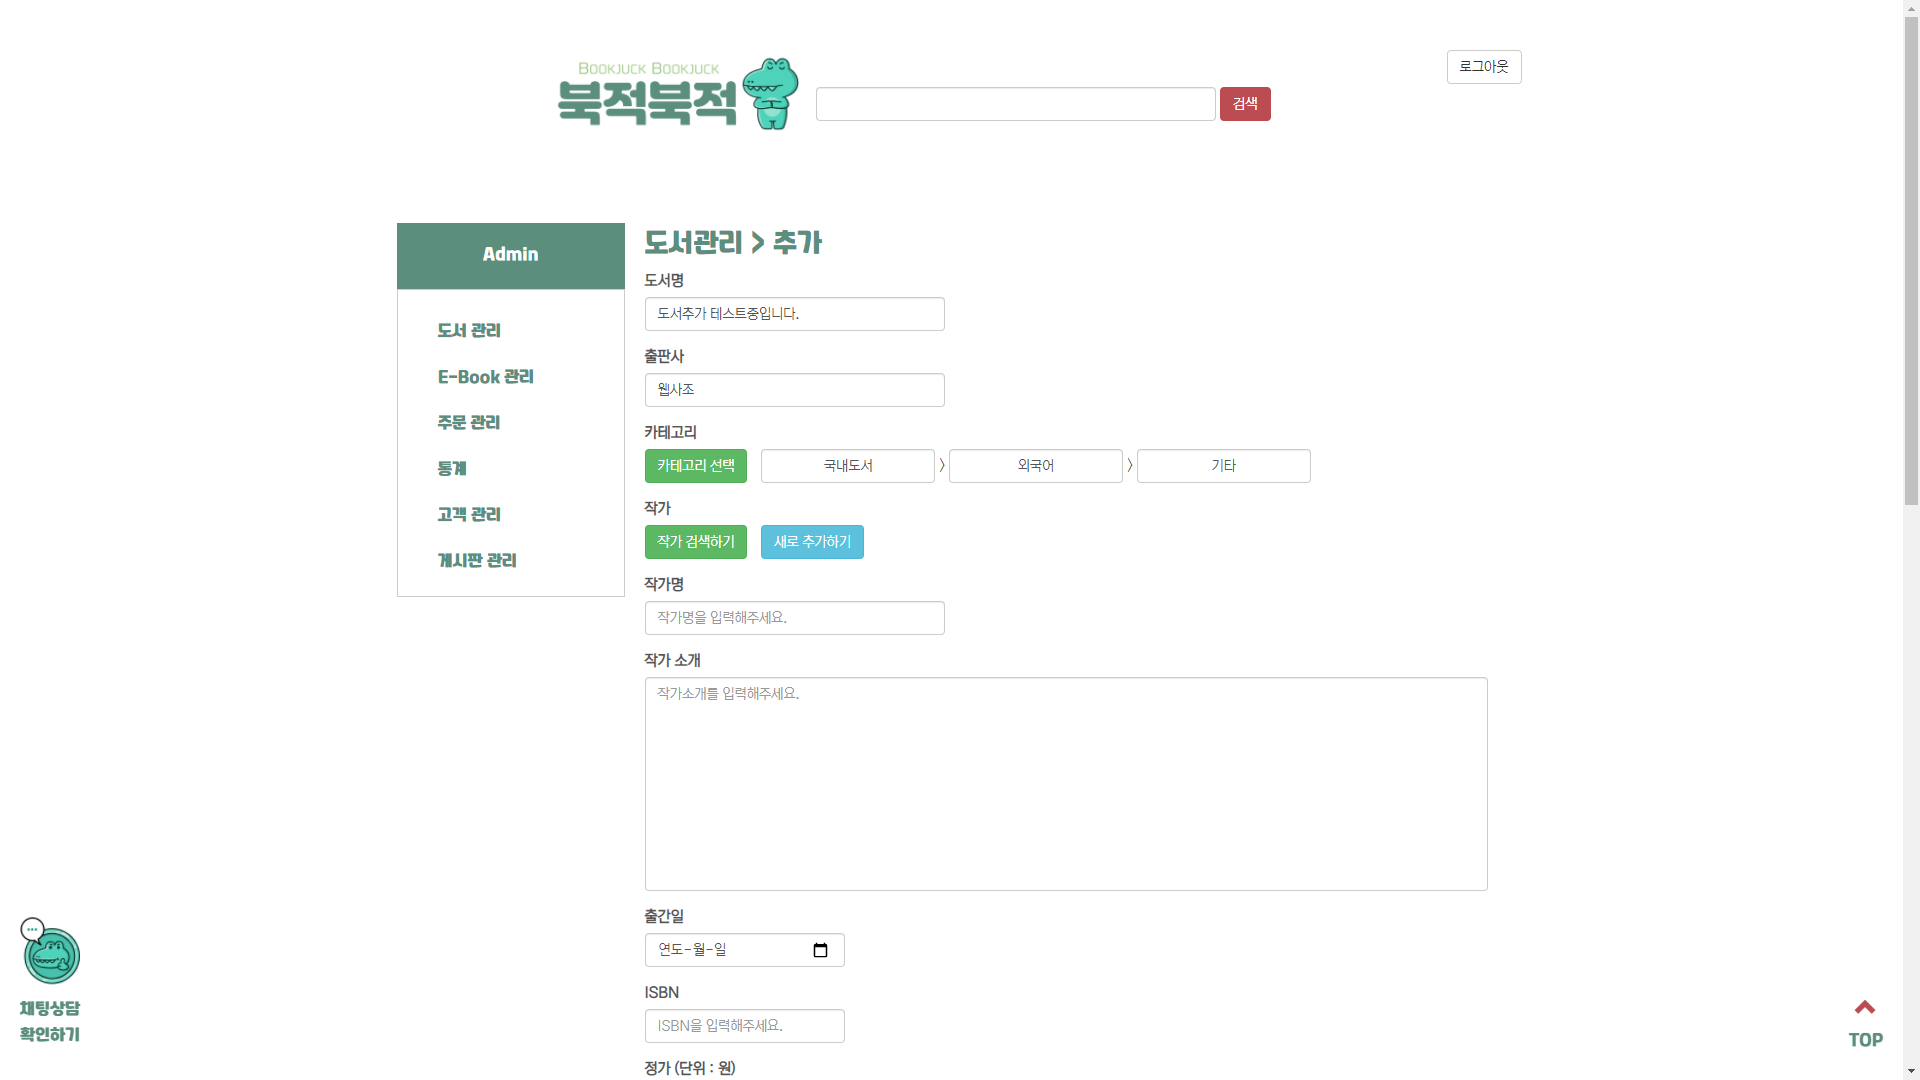 BOOKJUCK BOOKJUCK
북적북적
검색
로그아웃
Admin
도서 관리
E-Book 관리
주문 관리
통계
고객 관리
게시판 관리
도서관리 > 추가
도서명
도서추가 테스트중입니다.
출판사
웹사조
카테고리
카테고리 선택 국내도서 > 외국어 > 기타
작가
작가 검색하기 새로 추가하기
작가명
작가명을 입력해주세요.
작가 소개
작가소개를 입력해주세요.
출간일
연도-월-일
ISBN
ISBN을 입력해주세요.
정가 (단위 : 원)
채팅상담
확인하기
TOP